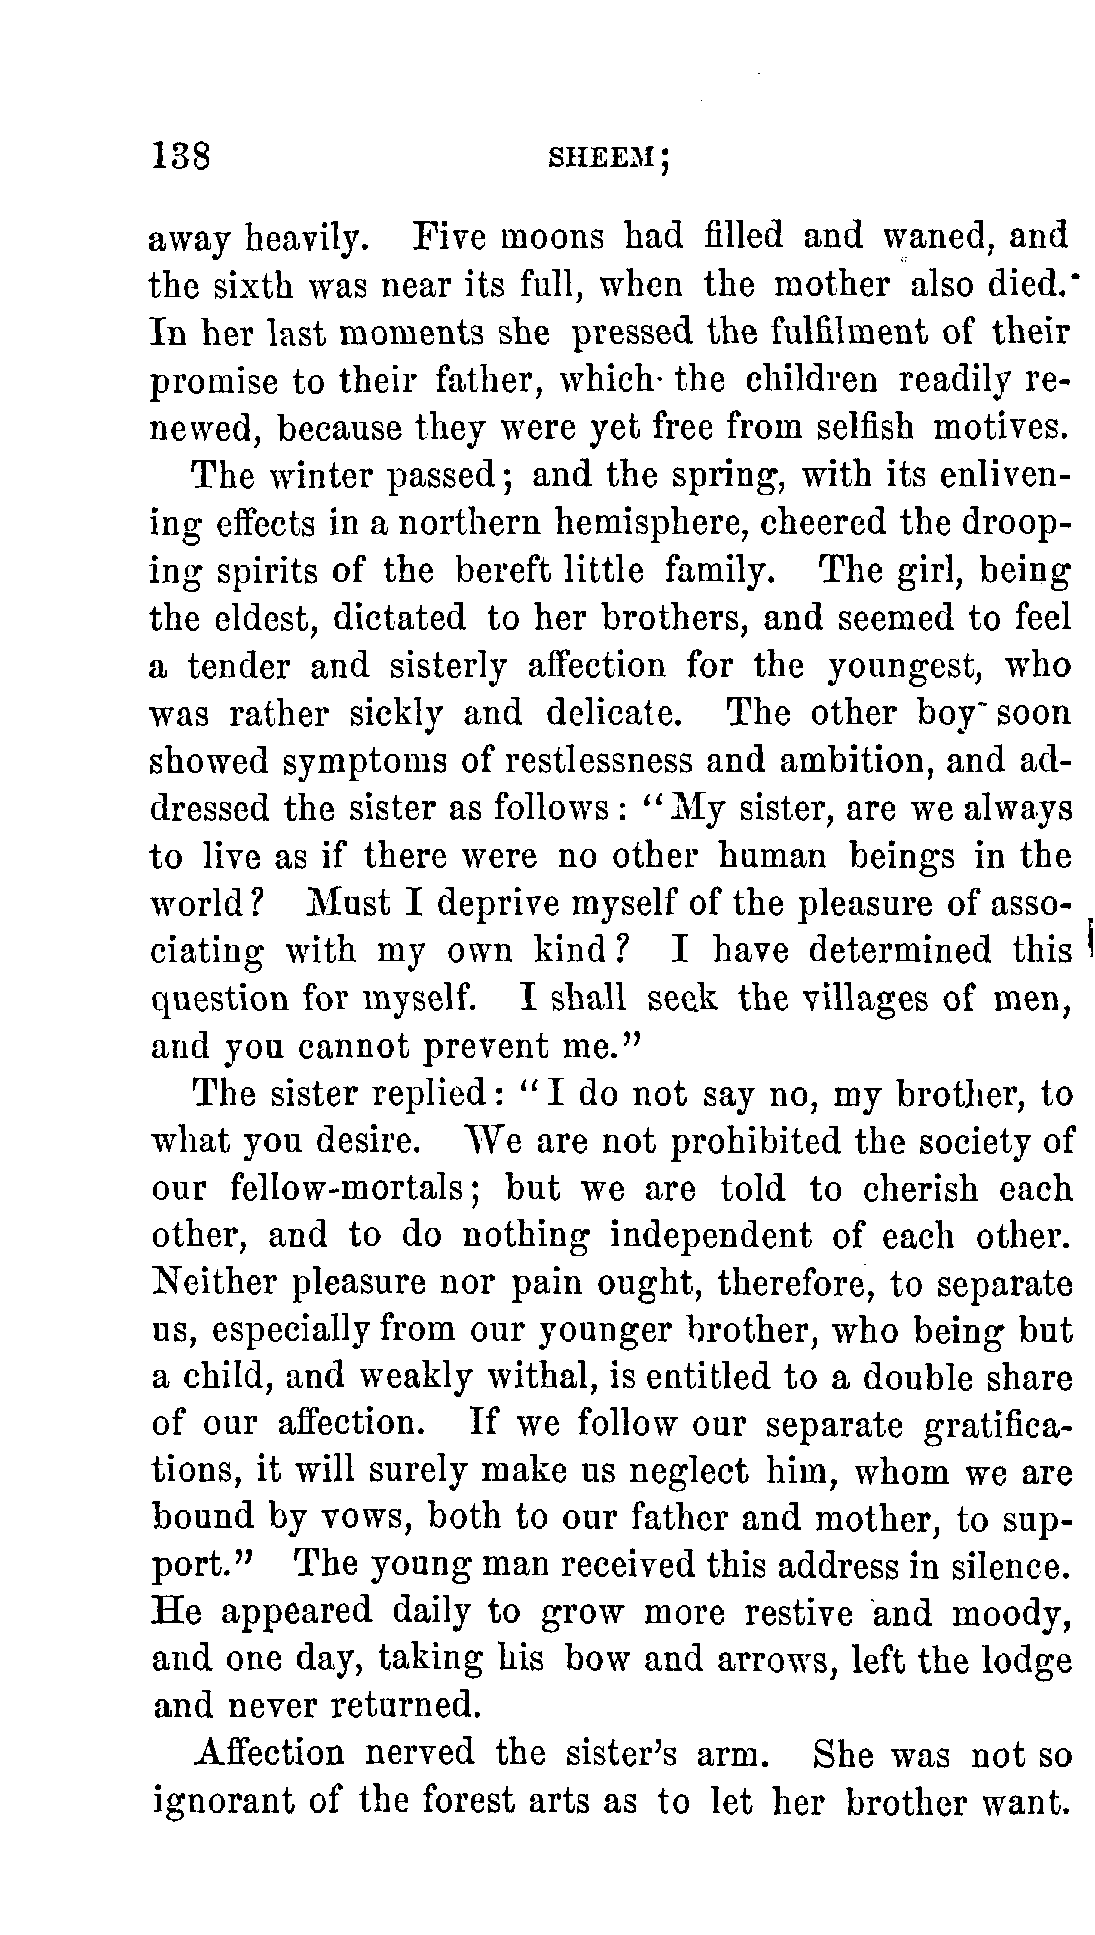 138 SHEEM;
away heavily. Five moons had filled and waned, and
the sixth was near its full, when the mother also died.
In her last moments she pressed the fulfilment of their
promise to their father, which the children readily re-
newed, because they were yet free from selfish motives.
The winter passed; and the spring, with its enliven-
ing effects in a northern hemisphere, cheered the droop-
ing spirits of the bereft little family. The girl, being
the eldest, dictated to her brothers, and seemed to feel
a tender and sisterly affection for the youngest, who
was rather sickly and delicate. The other boy soon
showed symptoms of restlessness and ambition, and ad-
dressed the sister as follows: "My sister, are we always
to live as if there were no other human beings in the
world? Must I deprive myself of the pleasure of asso-
ciating with my own kind? I have determined this
question for myself. I shall seek the villages of men,
and you cannot prevent me."
The sister replied: "I do not say no, my brother, to
what you desire. We are not prohibited the society of
our fellow-mortals; but we are told to cherish each
other, and to do nothing independent of each other.
Neither pleasure nor pain ought, therefore, to separate
us, especially from our younger brother, who being but
a child, and weakly withal, is entitled to a double share
of our affection. If we follow our separate gratifica-
tions, it will surely make us neglect him, whom we are
bound by vows, both to our father and mother, to sup-
port." The young man received this address in silence.
He appeared daily to grow more restive and moody,
and one day, taking his bow and arrows, left the lodge
and never returned.
Affection nerved the sister's arm. She was not so
ignorant of the forest arts as to let her brother want.